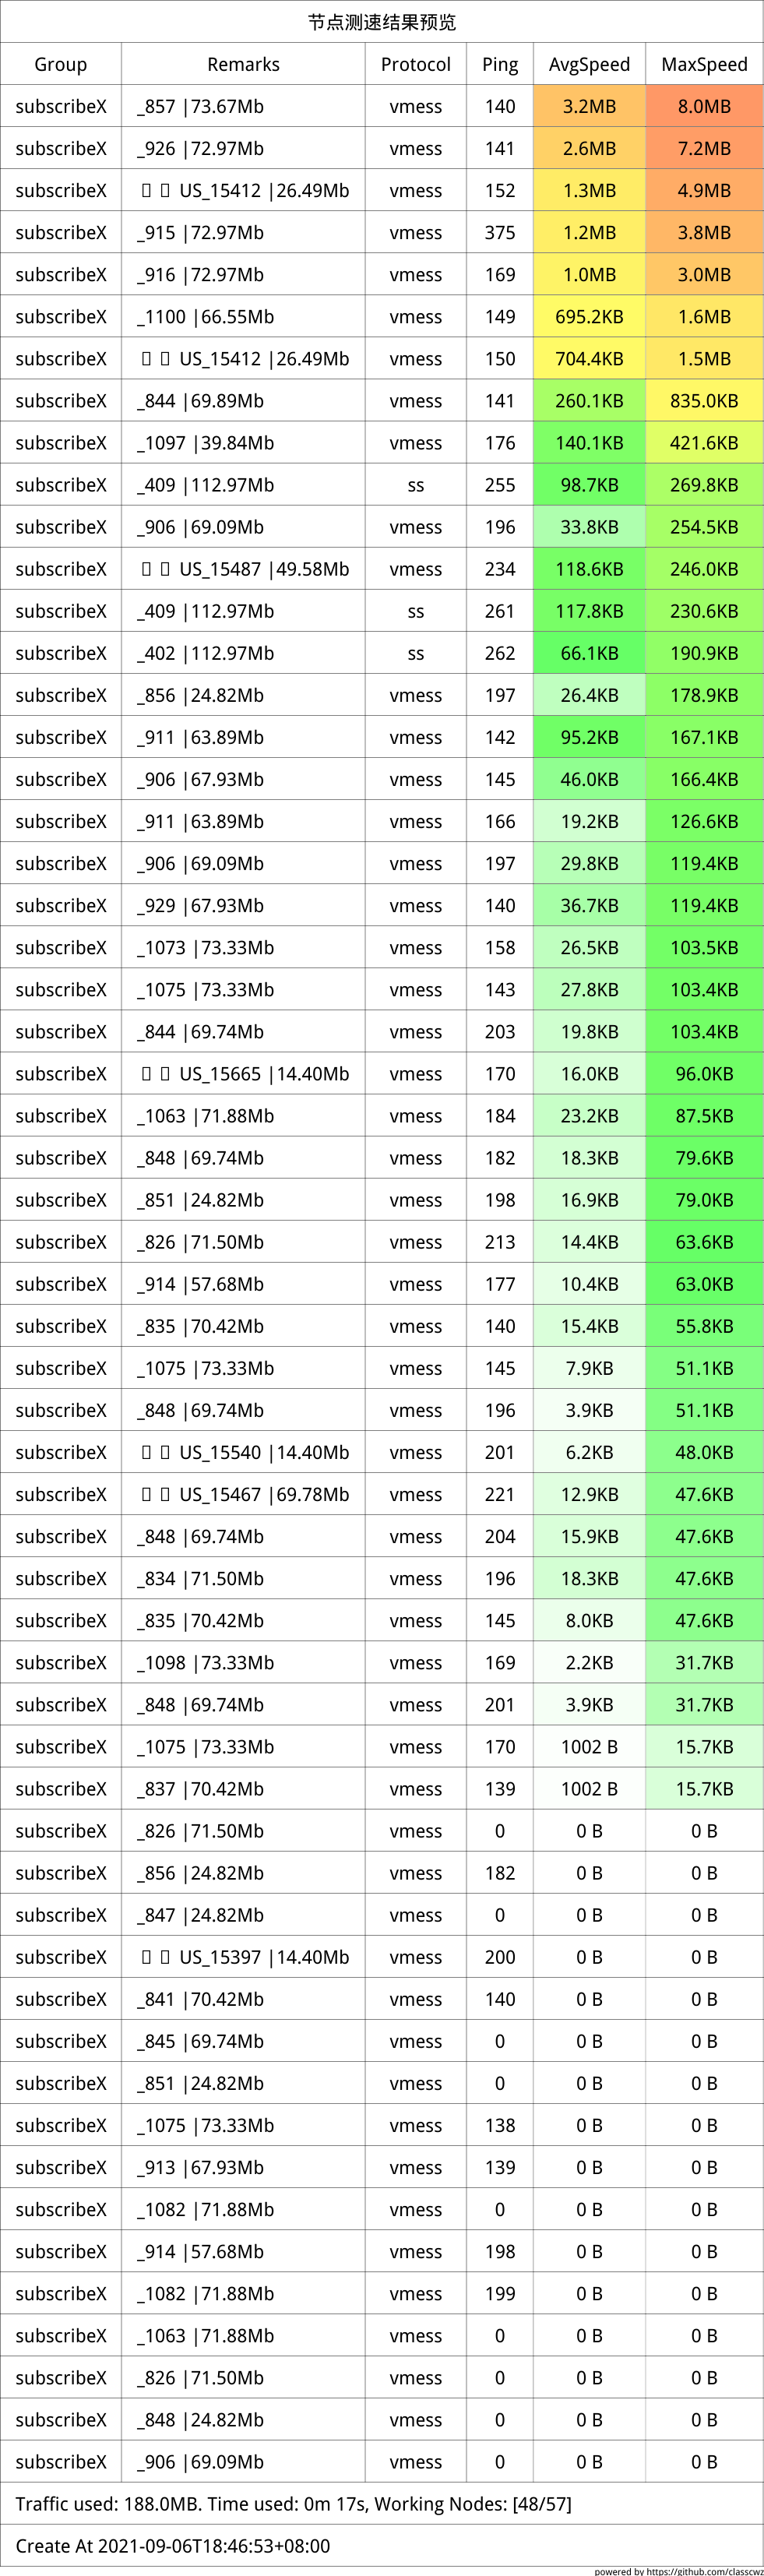 节点测速结果预览
Group Remarks Protocol Ping AvgSpeed MaxSpeed
subscribeX _857 |73.67Mb vmess 140 3.2MB 8.0MB
subscribeX _926 |72.97Mb vmess 141 2.6MB 7.2MB
subscribeX US_15412 |26.49Mb vmess 152 1.3MB 4.9MB
subscribeX _915 |72.97Mb vmess 375 1.2MB 3.8MB
subscribeX _916 |72.97Mb vmess 169 1.0MB 3.0MB
subscribeX _1100 |66.55Mb vmess 149 695.2KB 1.6MB
subscribeX US_15412 |26.49Mb vmess 150 704.4KB 1.5MB
subscribeX _844 |69.89Mb vmess 141 260.1KB 835.0KB
subscribeX _1097 |39.84Mb vmess 176 140.1KB 421.6KB
subscribeX _409 |112.97Mb ss 255 98.7KB 269.8KB
subscribeX _906 |69.09Mb vmess 196 33.8KB 254.5KB
subscribeX US_15487 |49.58Mb vmess 234 118.6KB 246.0KB
subscribeX _409 |112.97Mb ss 261 117.8KB 230.6KB
subscribeX _402 |112.97Mb ss 262 66.1KB 190.9KB
subscribeX _856 |24.82Mb vmess 197 26.4KB 178.9KB
subscribeX _911 |63.89Mb vmess 142 95.2KB 167.1KB
subscribeX _906 |67.93Mb vmess 145 46.0KB 166.4KB
subscribeX _911 |63.89Mb vmess 166 19.2KB 126.6KB
subscribeX _906 |69.09Mb vmess 197 29.8KB 119.4KB
subscribeX _929 |67.93Mb vmess 140 36.7KB 119.4KB
subscribeX _1073 |73.33Mb vmess 158 26.5KB 103.5KB
subscribeX _1075 |73.33Mb vmess 143 27.8KB 103.4KB
subscribeX _844 |69.74Mb vmess 203 19.8KB 103.4KB
subscribeX US_15665 |14.40Mb vmess 170 16.0KB 96.0KB
subscribeX _1063 |71.88Mb vmess 184 23.2KB 87.5KB
subscribeX _848 |69.74Mb vmess 182 18.3KB 79.6KB
subscribeX _851 |24.82Mb vmess 198 16.9KB 79.0KB
subscribeX _826 |71.50Mb vmess 213 14.4KB 63.6KB
subscribeX _914 |57.68Mb vmess 177 10.4KB 63.0KB
subscribeX _835 |70.42Mb vmess 140 15.4KB 55.8KB
subscribeX _1075 |73.33Mb vmess 145 7.9KB 51.1KB
subscribeX _848 |69.74Mb vmess 196 3.9KB 51.1KB
subscribeX US_15540 |14.40Mb vmess 201 6.2KB 48.0KB
subscribeX US_15467 |69.78Mb vmess 221 12.9KB 47.6KB
subscribeX _848 |69.74Mb vmess 204 15.9KB 47.6KB
subscribeX _834 |71.50Mb vmess 196 18.3KB 47.6KB
subscribeX _835 |70.42Mb vmess 145 8.0KB 47.6KB
subscribeX _1098 |73.33Mb vmess 169 2.2KB 31.7KB
subscribeX _848 |69.74Mb vmess 201 3.9KB 31.7KB
subscribeX _1075 |73.33Mb vmess 170 1002 B 15.7KB
subscribeX _837 |70.42Mb vmess 139 1002 B 15.7KB
subscribeX _826 |71.50Mb vmess 0 0 B 0 B
subscribeX _856 |24.82Mb vmess 182 0 B 0 B
subscribeX _847 |24.82Mb vmess 0 0 B 0 B
subscribeX US_15397 |14.40Mb vmess 200 0 B 0 B
subscribeX _841 |70.42Mb vmess 140 0 B 0 B
subscribeX _845 |69.74Mb vmess 0 0 B 0 B
subscribeX _851 |24.82Mb vmess 0 0 B 0 B
subscribeX _1075 |73.33Mb vmess 138 0 B 0 B
subscribeX _913 |67.93Mb vmess 139 0 B 0 B
subscribeX _1082 |71.88Mb vmess 0 0 B 0 B
subscribeX _914 |57.68Mb vmess 198 0 B 0 B
subscribeX _1082 |71.88Mb vmess 199 0 B 0 B
subscribeX _1063 |71.88Mb vmess 0 0 B 0 B
subscribeX _826 |71.50Mb vmess 0 0 B 0 B
subscribeX _848 |24.82Mb vmess 0 0 B 0 B
subscribeX _906 |69.09Mb vmess 0 0 B 0 B
Traffic used: 188.0MB. Time used: 0m 17s, Working Nodes: [48/57]
Create At 2021-09-06T18:46:53+08:00
powered by https://github.com/classcwz